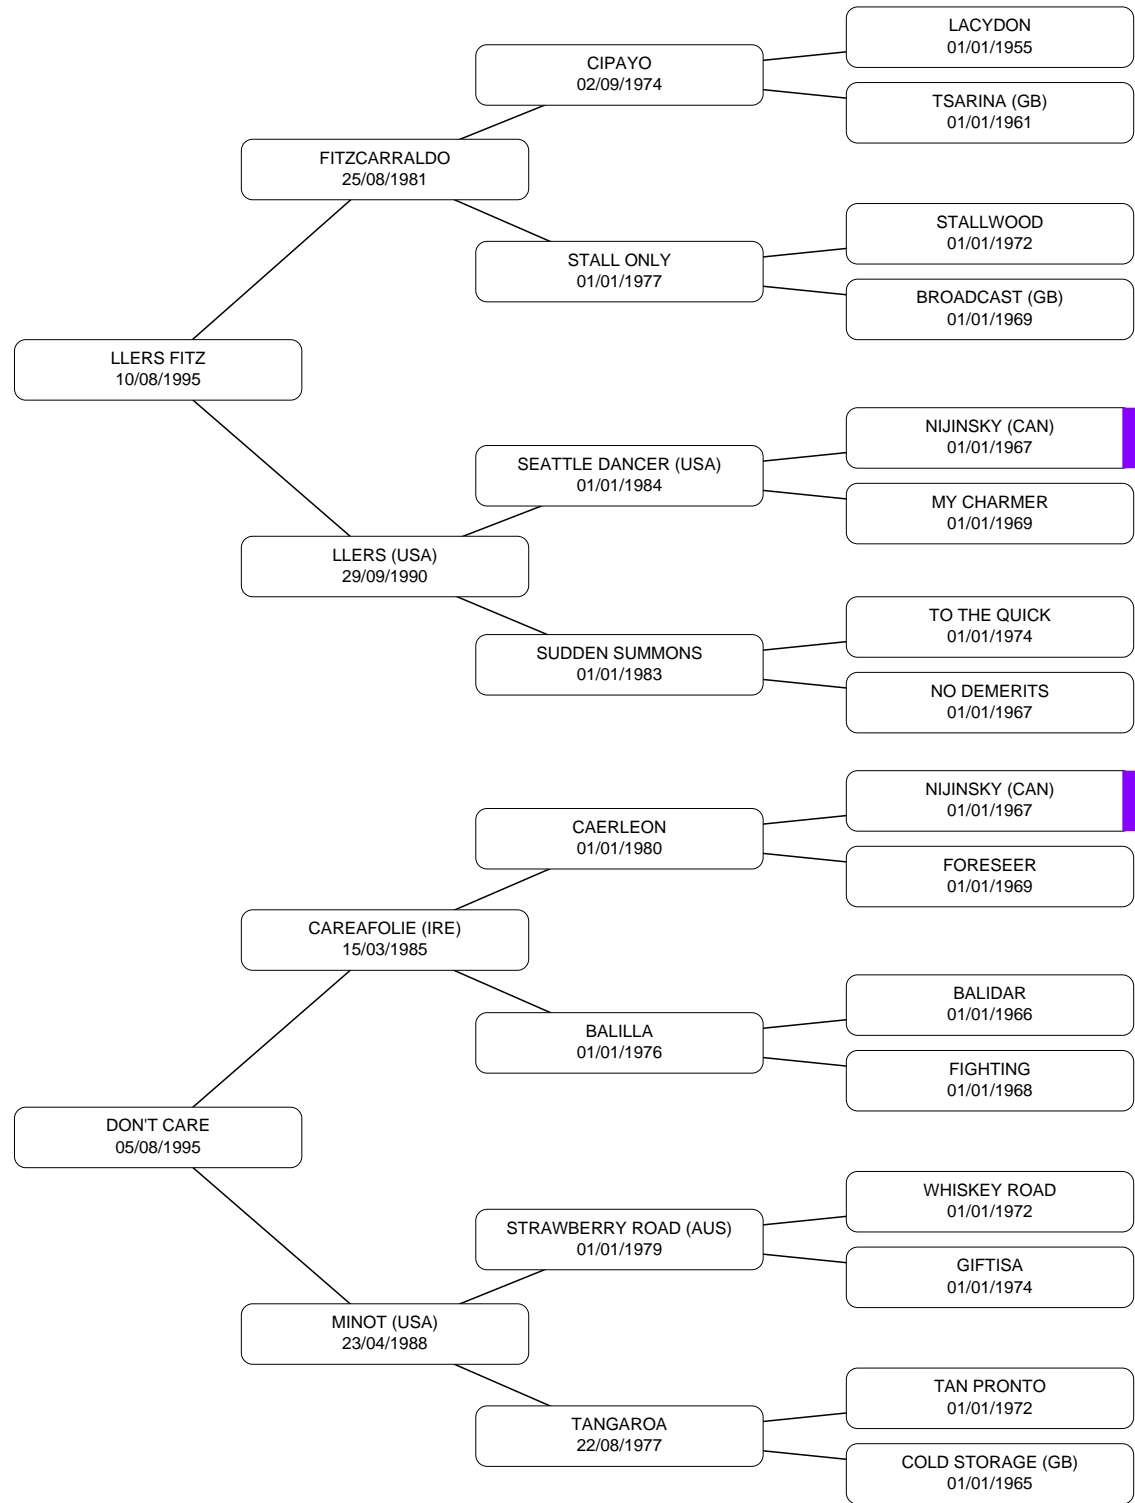 LACYDON
01/01/1955
CIPAYO
02/09/1974
TSARINA (GB)
01/01/1961
FITZCARRALDO
25/08/1981
STALLWOOD
01/01/1972
STALL ONLY
01/01/1977
BROADCAST (GB)
01/01/1969
LLERS FITZ
10/08/1995
NIJINSKY (CAN)
01/01/1967
SEATTLE DANCER (USA)
01/01/1984
MY CHARMER
01/01/1969
LLERS (USA)
29/09/1990
TO THE QUICK
01/01/1974
SUDDEN SUMMONS
01/01/1983
NO DEMERITS
01/01/1967
NIJINSKY (CAN)
01/01/1967
CAERLEON
01/01/1980
FORESEER
01/01/1969
CAREAFOLIE (IRE)
15/03/1985
BALIDAR
01/01/1966
BALILLA
01/01/1976
FIGHTING
01/01/1968
DON'T CARE
05/08/1995
WHISKEY ROAD
01/01/1972
STRAWBERRY ROAD (AUS)
01/01/1979
GIFTISA
01/01/1974
MINOT (USA)
23/04/1988
TAN PRONTO
01/01/1972
TANGAROA
22/08/1977
COLD STORAGE (GB)
01/01/1965